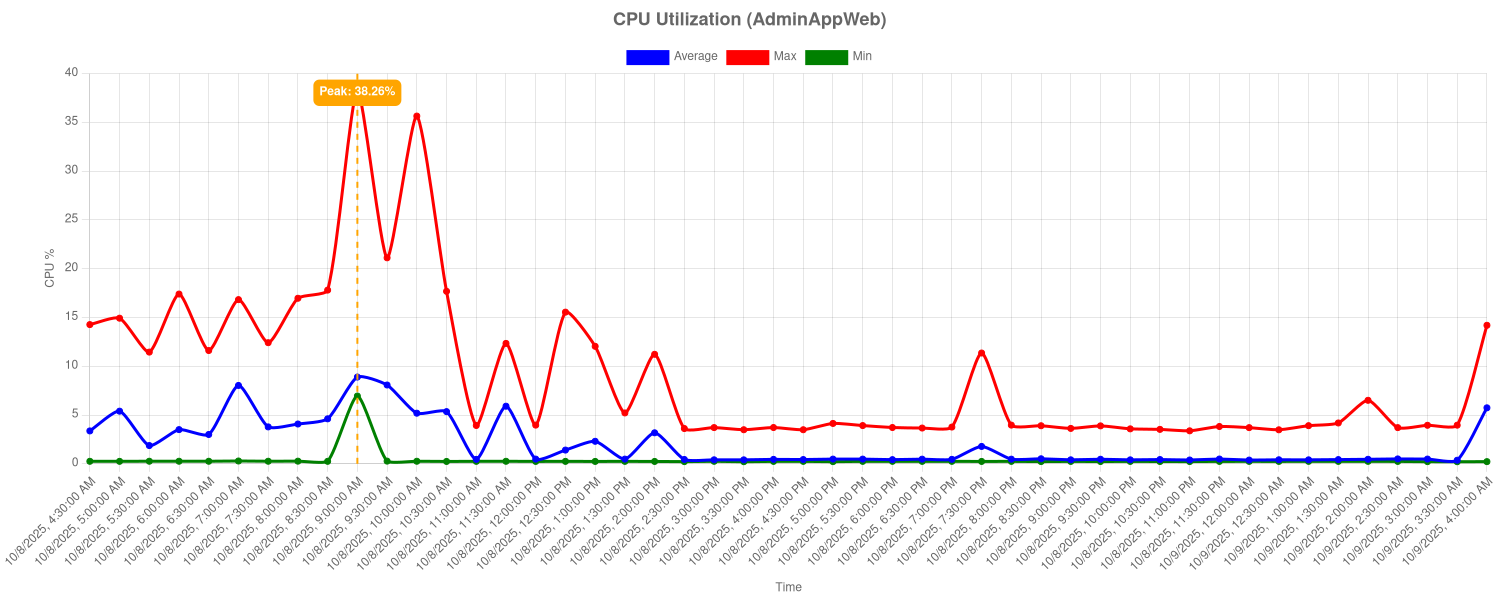 CPU Utilization (AdminAppWeb)
Average Max Min
Peak: 38.26%
40
35
30
25
20
15
10
5
0
CPU %
10/8/2025, 4:30:00 AM
10/8/2025, 5:00:00 AM
10/8/2025, 5:30:00 AM
10/8/2025, 6:00:00 AM
10/8/2025, 6:30:00 AM
10/8/2025, 7:00:00 AM
10/8/2025, 7:30:00 AM
10/8/2025, 8:00:00 AM
10/8/2025, 8:30:00 AM
10/8/2025, 9:00:00 AM
10/8/2025, 9:30:00 AM
10/8/2025, 10:00:00 AM
10/8/2025, 10:30:00 AM
10/8/2025, 11:00:00 AM
10/8/2025, 11:30:00 AM
10/8/2025, 12:00:00 PM
10/8/2025, 12:30:00 PM
10/8/2025, 1:00:00 PM
10/8/2025, 1:30:00 PM
10/8/2025, 2:00:00 PM
10/8/2025, 2:30:00 PM
10/8/2025, 3:00:00 PM
10/8/2025, 3:30:00 PM
10/8/2025, 4:00:00 PM
10/8/2025, 4:30:00 PM
10/8/2025, 5:00:00 PM
10/8/2025, 5:30:00 PM
10/8/2025, 6:00:00 PM
10/8/2025, 6:30:00 PM
10/8/2025, 7:00:00 PM
10/8/2025, 7:30:00 PM
10/8/2025, 8:00:00 PM
10/8/2025, 8:30:00 PM
10/8/2025, 9:00:00 PM
10/8/2025, 9:30:00 PM
10/8/2025, 10:00:00 PM
10/8/2025, 10:30:00 PM
10/8/2025, 11:00:00 PM
10/8/2025, 11:30:00 PM
10/9/2025, 12:00:00 AM
10/9/2025, 12:30:00 AM
10/9/2025, 1:00:00 AM
10/9/2025, 1:30:00 AM
10/9/2025, 2:00:00 AM
10/9/2025, 2:30:00 AM
10/9/2025, 3:00:00 AM
10/9/2025, 3:30:00 AM
10/9/2025, 4:00:00 AM
Time